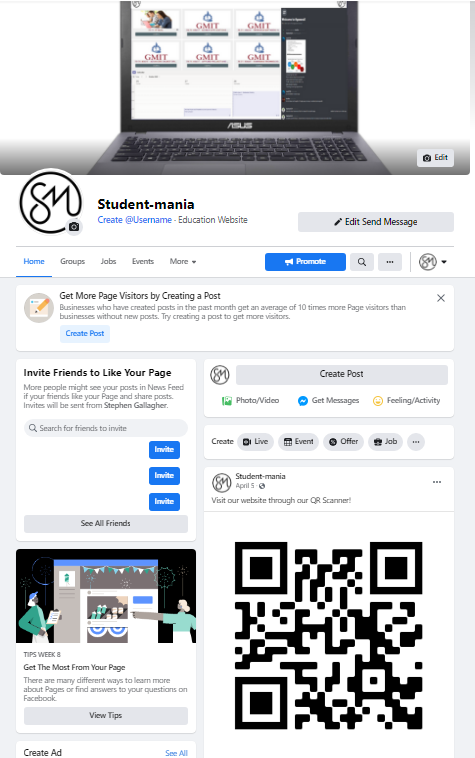 GMIT
GMIT
GMIT
GMIT
GMIT
GMIT
ASUS
Edit
SM
Student-mania
Create @Username · Education Website
Edit Send Message
Home Groups Jobs Events More
Promote
Get More Page Visitors by Creating a Post
Businesses who have created posts in the past month get an average of 10 times more Page visitors than
businesses without new posts. Try creating a post to get more visitors.
Create Post
Invite Friends to Like Your Page
More people might see your posts in News Feed
if your friends like your Page and share posts.
Invites will be sent from Stephen Gallagher.
Search for friends to invite
Invite
Invite
Invite
See All Friends
TIPS WEEK 8
Get The Most From Your Page
There are many different ways to learn more
about Pages or find answers to your questions on
Facebook.
View Tips
Create Ad See All
Create Post
Photo/Video Get Messages Feeling/Activity
Create Live Event Offer Job
Student-mania
April 5 ·
Visit our website through our QR Scanner!